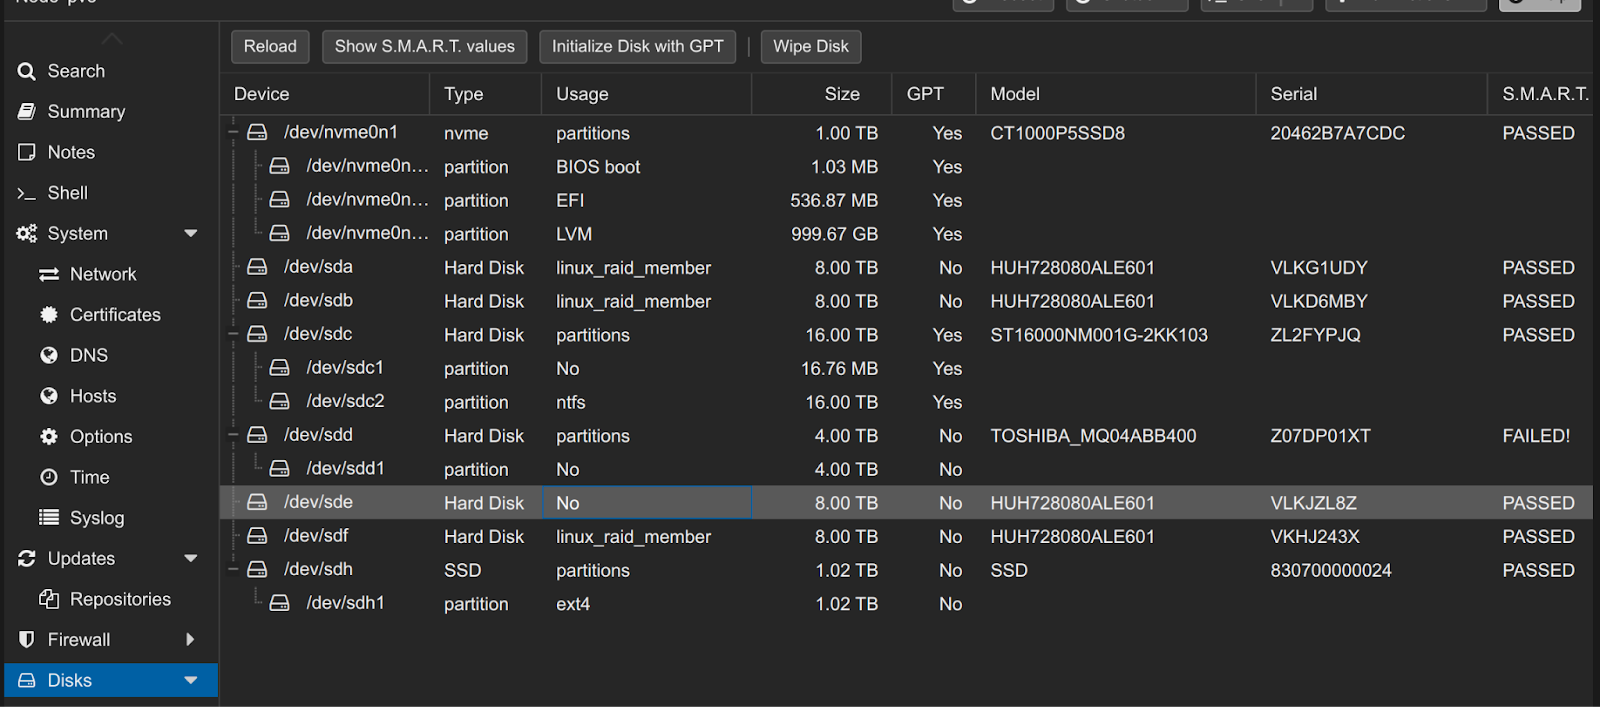 Search
Summary
Notes
Shell
System
Network
Certificates
DNS
Hosts
Options
Time
Syslog
Updates
Repositories
Firewall
Disks
Reload Show S.M.A.R.T. values Initialize Disk with GPT Wipe Disk
Device Type Usage Size GPT Model Serial S.M.A.R.T.
/dev/nvme0n1 nvme partitions 1.00 TB Yes CT1000P5SSD8 20462B7A7CDC PASSED
/dev/nvme0n... partition BIOS boot 1.03 MB Yes
/dev/nvme0n... partition EFI 536.87 MB Yes
/dev/nvme0n... partition LVM 999.67 GB Yes
/dev/sda Hard Disk linux_raid_member 8.00 TB No HUH728080ALE601 VLKG1UDY PASSED
/dev/sdb Hard Disk linux_raid_member 8.00 TB No HUH728080ALE601 VLKD6MBY PASSED
/dev/sdc Hard Disk partitions 16.00 TB Yes ST16000NM001G-2KK103 ZL2FYPJQ PASSED
/dev/sdc1 partition No 16.76 MB Yes
/dev/sdc2 partition ntfs 16.00 TB Yes
/dev/sdd Hard Disk partitions 4.00 TB No TOSHIBA_MQ04ABB400 Z07DP01XT FAILED!
/dev/sdd1 partition No 4.00 TB No
/dev/sde Hard Disk No 8.00 TB No HUH728080ALE601 VLKJZL8Z PASSED
/dev/sdf Hard Disk linux_raid_member 8.00 TB No HUH728080ALE601 VKHJ243X PASSED
/dev/sdh SSD partitions 1.02 TB No SSD 830700000024 PASSED
/dev/sdh1 partition ext4 1.02 TB No